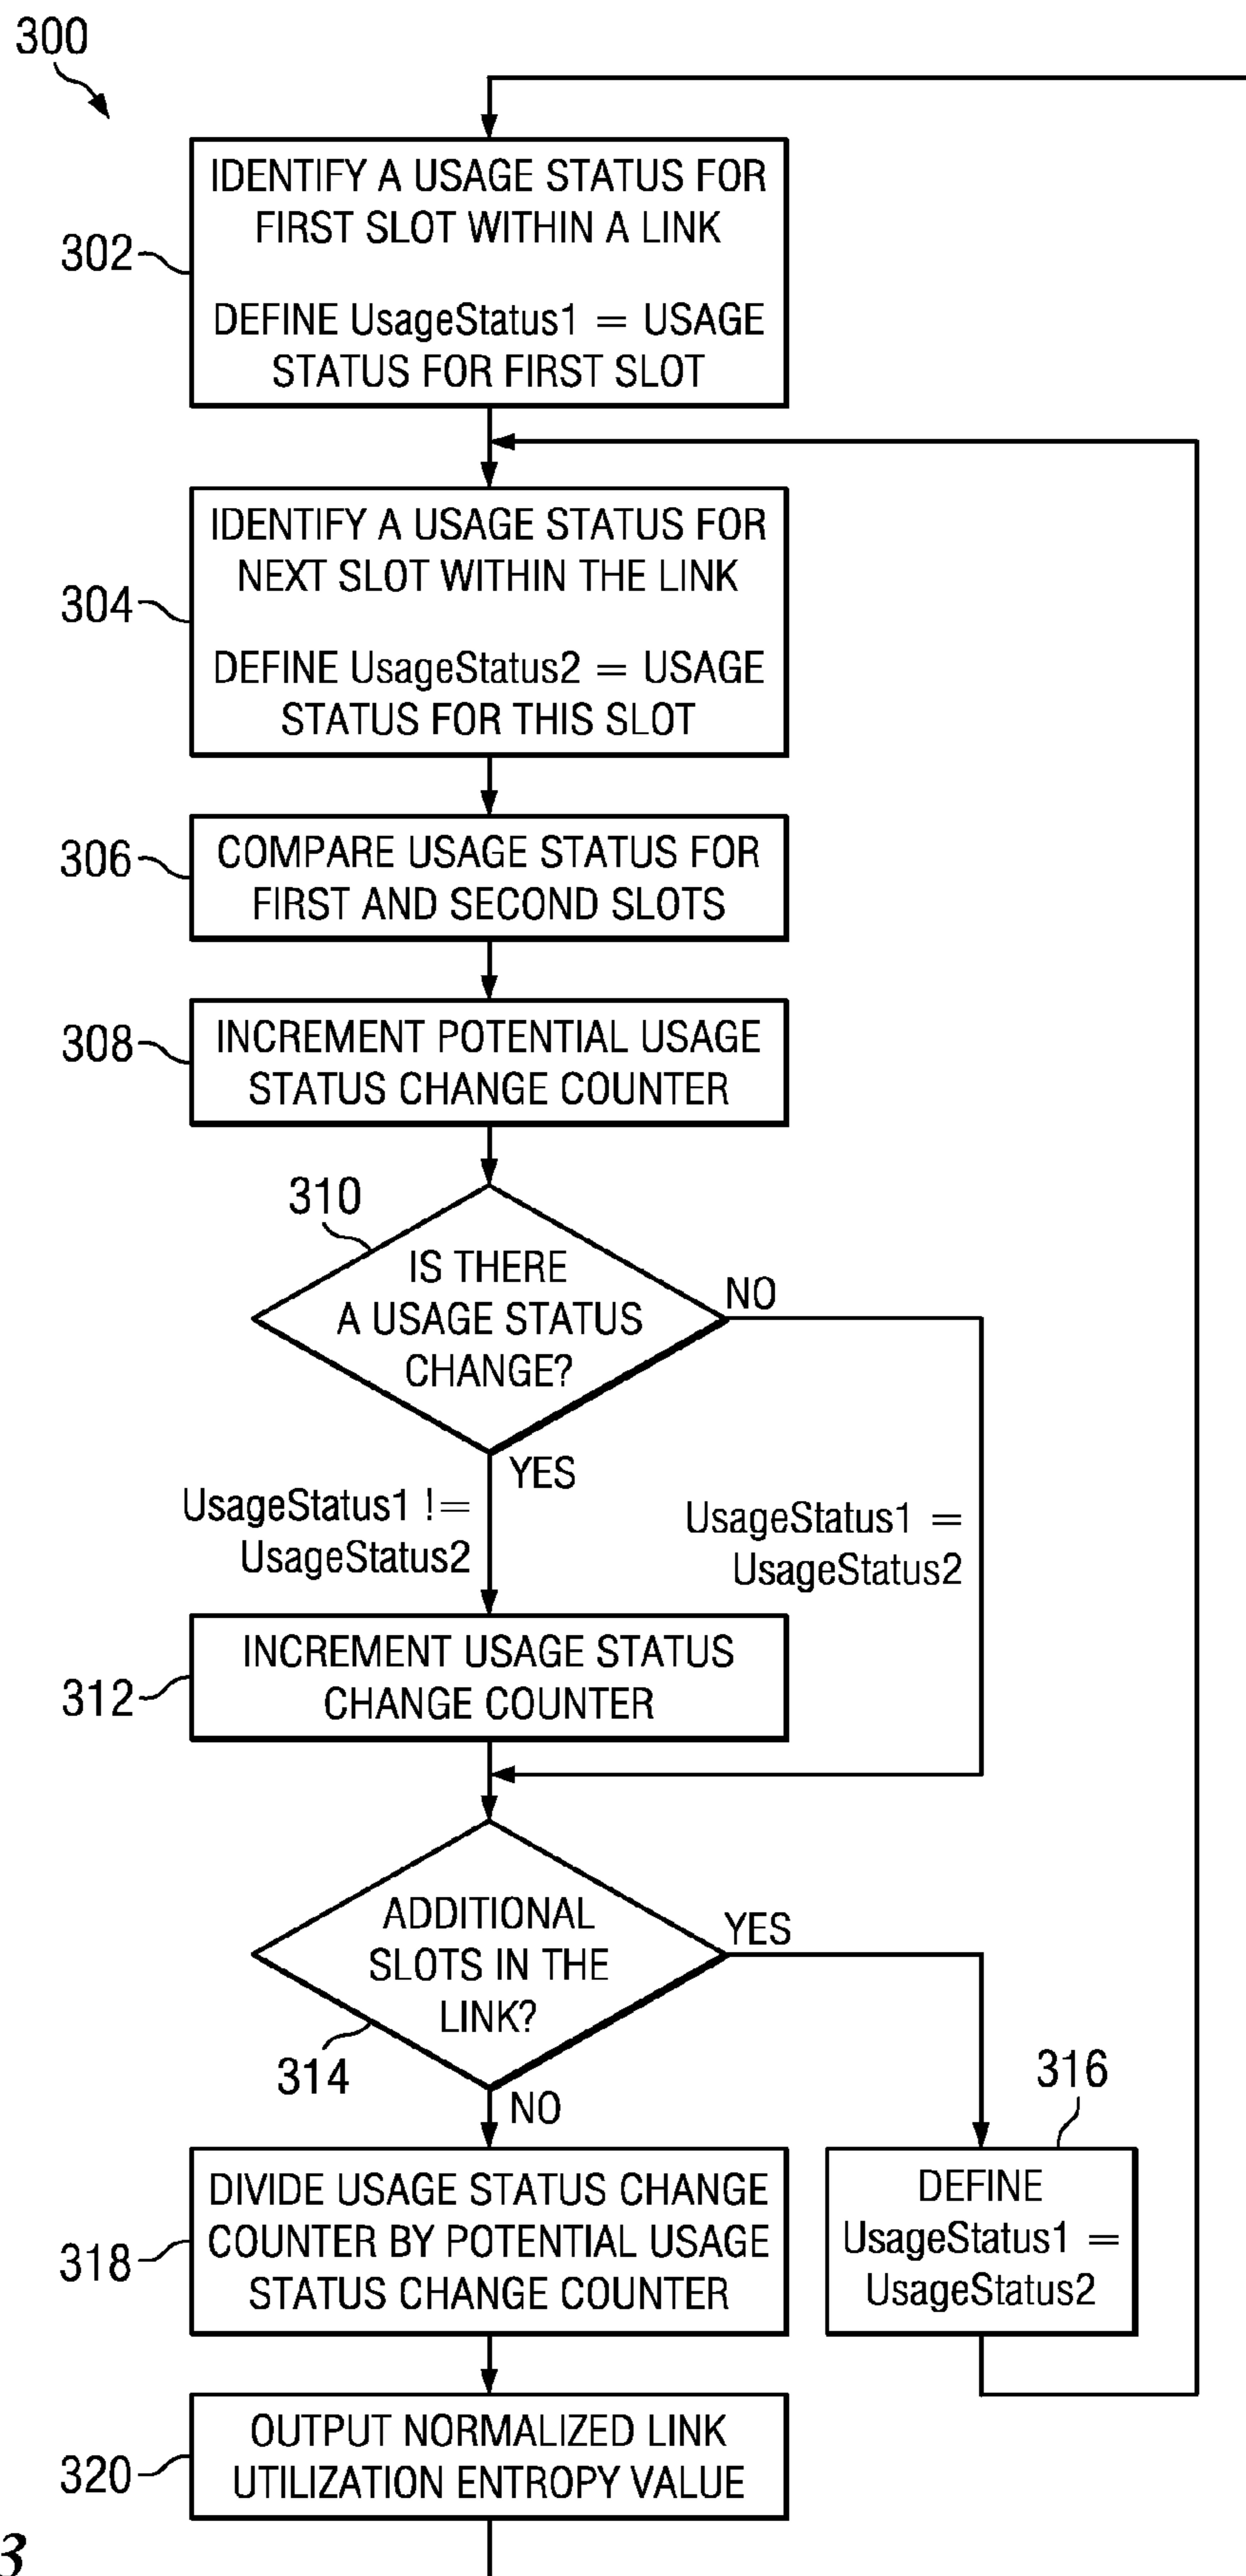 300
IDENTIFY A USAGE STATUS FOR
FIRST SLOT WITHIN A LINK
DEFINE UsageStatus1 = USAGE
STATUS FOR FIRST SLOT
302
IDENTIFY A USAGE STATUS FOR
NEXT SLOT WITHIN THE LINK
DEFINE UsageStatus2 = USAGE
STATUS FOR THIS SLOT
304
COMPARE USAGE STATUS FOR
FIRST AND SECOND SLOTS
306
INCREMENT POTENTIAL USAGE
STATUS CHANGE COUNTER
308
310
IS THERE
A USAGE STATUS
CHANGE?
NO
YES
UsageStatus1 !=
UsageStatus2
UsageStatus1 =
UsageStatus2
INCREMENT USAGE STATUS
CHANGE COUNTER
312
ADDITIONAL
SLOTS IN THE
LINK?
YES
314
NO
316
DEFINE
UsageStatus1 =
UsageStatus2
DIVIDE USAGE STATUS CHANGE
COUNTER BY POTENTIAL USAGE
STATUS CHANGE COUNTER
318
OUTPUT NORMALIZED LINK
UTILIZATION ENTROPY VALUE
320
3